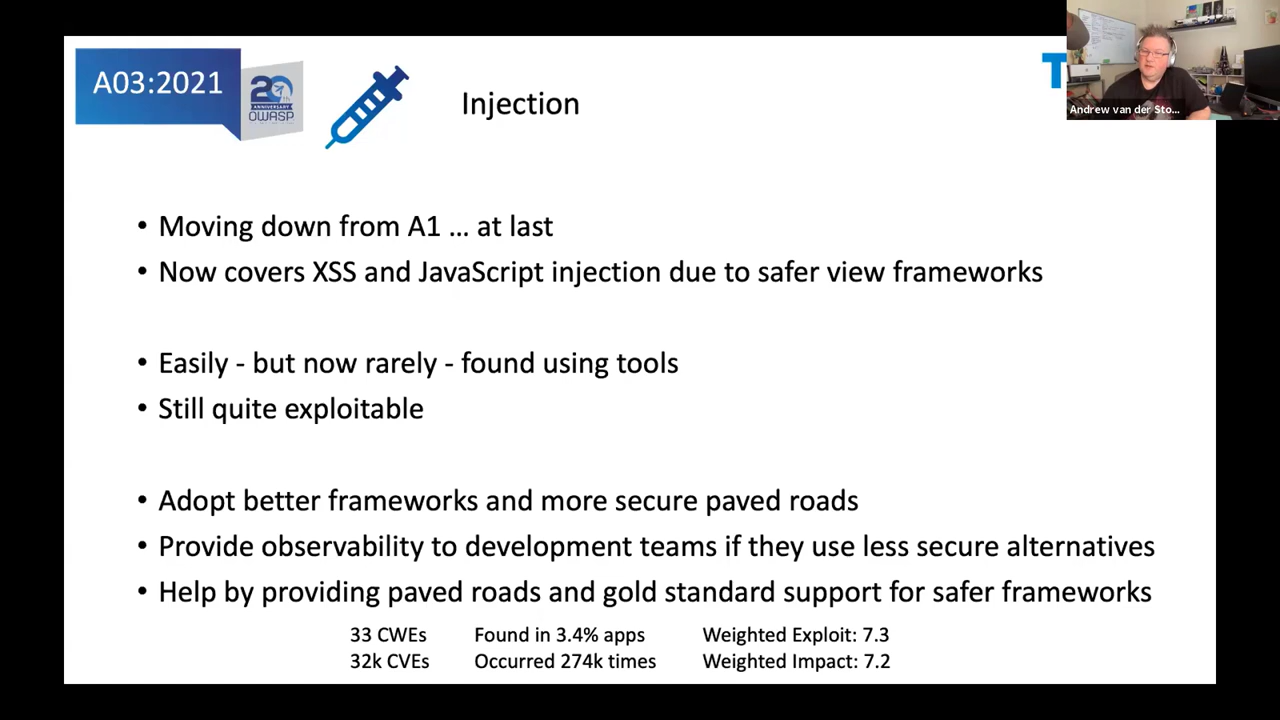 A03:2021
20th
ANNIVERSARY
OWASP
Injection
T
Andrew van der Sto...
• Moving down from A1 … at last
• Now covers XSS and JavaScript injection due to safer view frameworks
• Easily - but now rarely - found using tools
• Still quite exploitable
• Adopt better frameworks and more secure paved roads
• Provide observability to development teams if they use less secure alternatives
• Help by providing paved roads and gold standard support for safer frameworks
33 CWEs Found in 3.4% apps Weighted Exploit: 7.3
32k CVEs Occurred 274k times Weighted Impact: 7.2